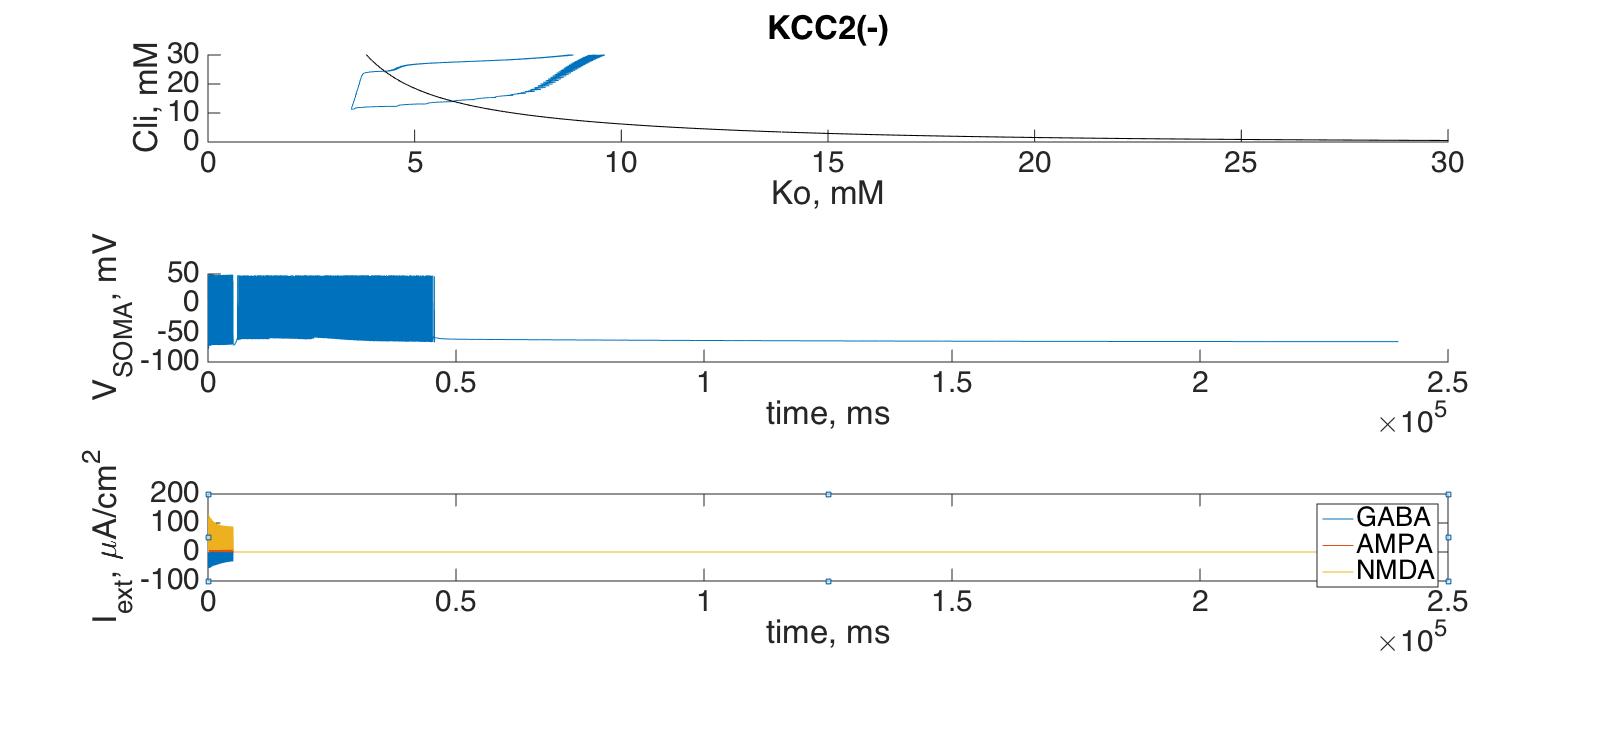 KCC2(-)
Cli, mM
30
20
10
0
0 5 10 15 20 25 30
Ko, mM
V_SOMA, mV
50
0
-50
-100
0 0.5 1 1.5 2 2.5
time, ms
×10^5
I_ext, μA/cm^2
200
100
0
-100
GABA
AMPA
NMDA
0 0.5 1 1.5 2 2.5
time, ms
×10^5